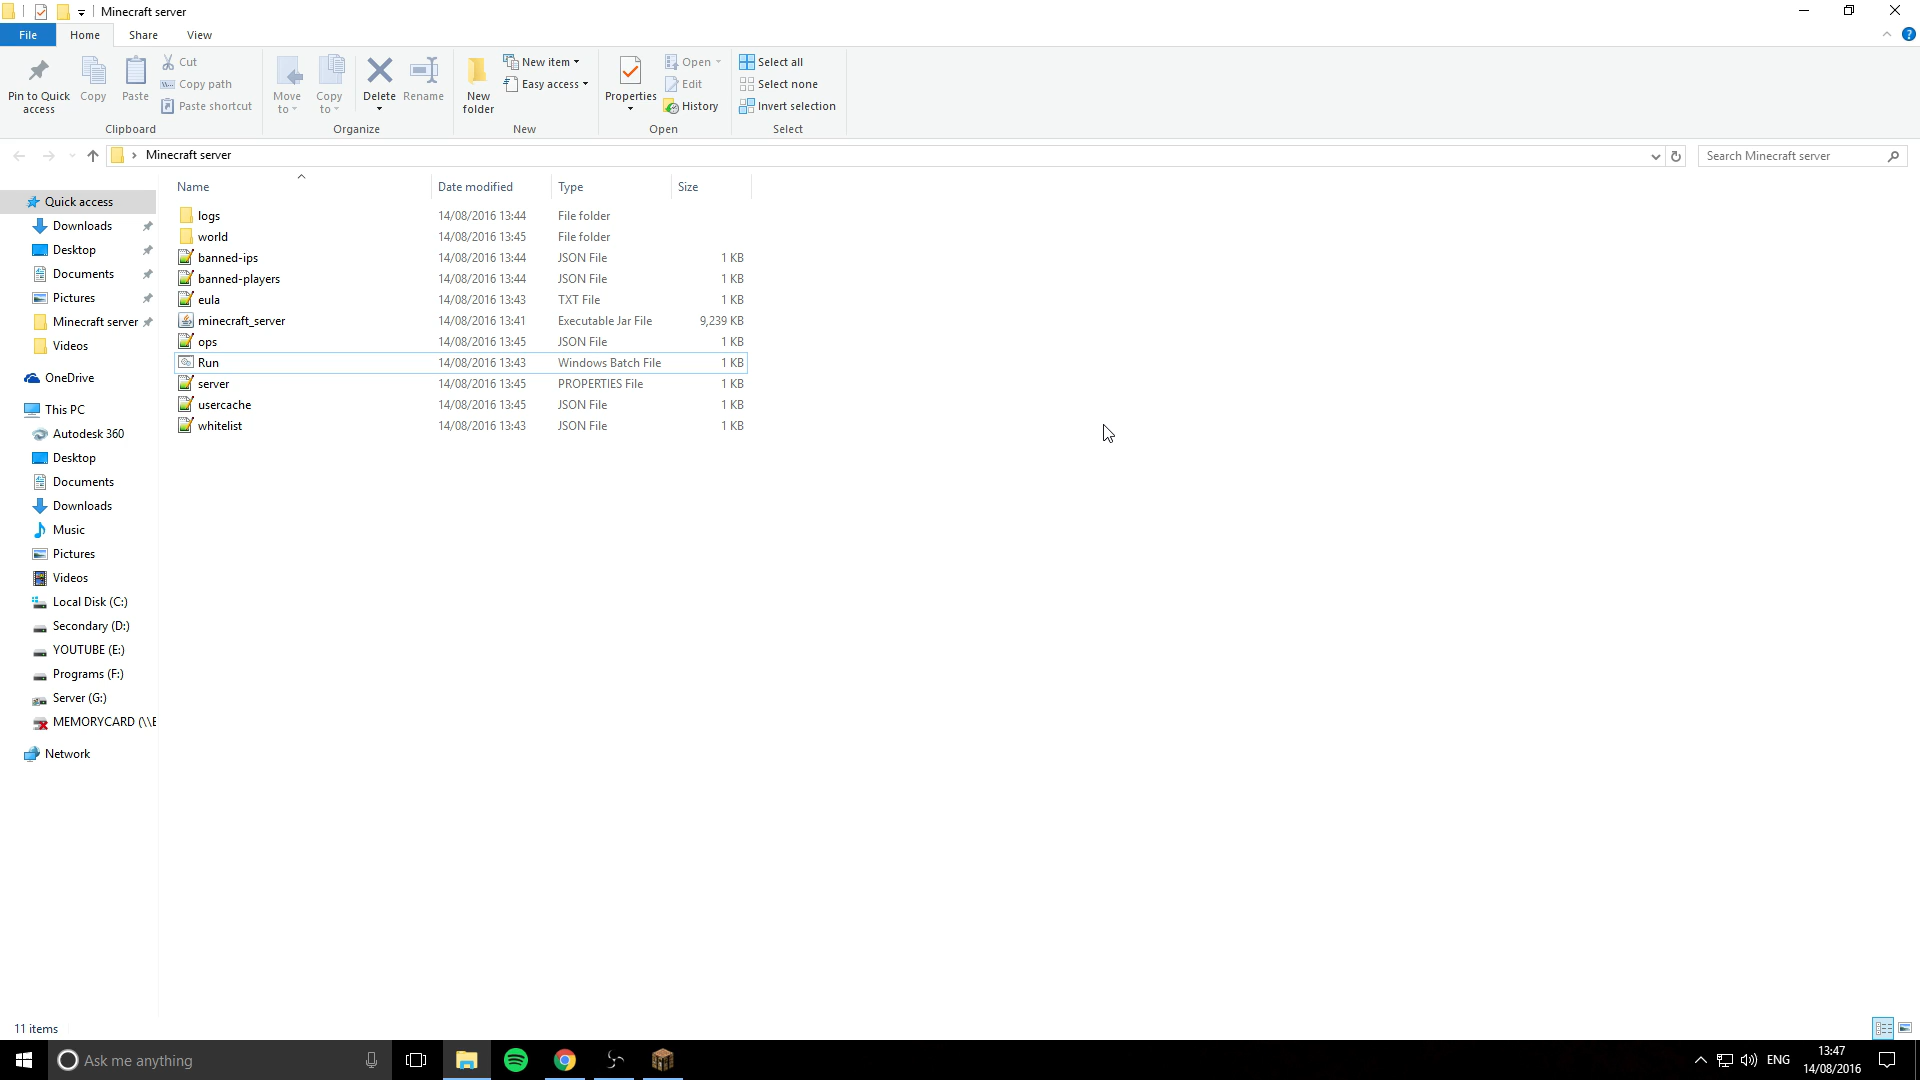 Minecraft server
File Home Share View
Pin to Quick access
Copy
Paste
Cut
Copy path
Paste shortcut
Clipboard
Move to
Copy to
Delete
Rename
Organize
New folder
New item
Easy access
New
Properties
Open
Edit
History
Open
Select all
Select none
Invert selection
Select
Minecraft server
Search Minecraft server
Name Date modified Type Size
logs 14/08/2016 13:44 File folder
world 14/08/2016 13:45 File folder
banned-ips 14/08/2016 13:44 JSON File 1 KB
banned-players 14/08/2016 13:44 JSON File 1 KB
eula 14/08/2016 13:43 TXT File 1 KB
minecraft_server 14/08/2016 13:41 Executable Jar File 9,239 KB
ops 14/08/2016 13:45 JSON File 1 KB
Run 14/08/2016 13:43 Windows Batch File 1 KB
server 14/08/2016 13:45 PROPERTIES File 1 KB
usercache 14/08/2016 13:45 JSON File 1 KB
whitelist 14/08/2016 13:43 JSON File 1 KB
Quick access
Downloads
Desktop
Documents
Pictures
Minecraft server
Videos
OneDrive
This PC
Autodesk 360
Desktop
Documents
Downloads
Music
Pictures
Videos
Local Disk (C:)
Secondary (D:)
YOUTUBE (E:)
Programs (F:)
Server (G:)
MEMORYCARD (\\E
Network
11 items
Ask me anything
ENG
13:47
14/08/2016